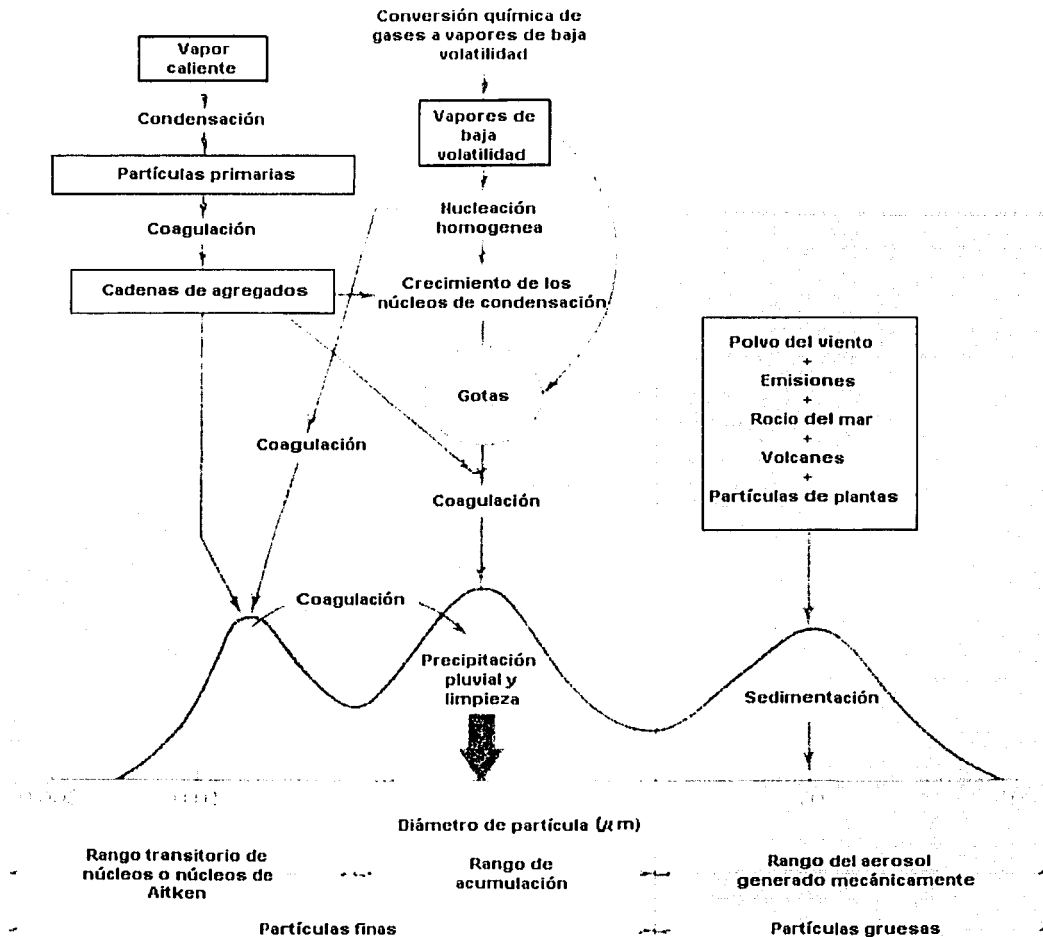 Conversión química de
gases a vapores de baja
volatilidad
Vapor
caliente
Condensación
Vapores de
baja
volatilidad
Partículas primarias
Coagulación
Nucleación
homogenea
Cadenas de agregados
Crecimiento de los
núcleos de condensación
Gotas
Polvo del viento
+
Emisiones
+
Rocio del mar
+
Volcanes
+
Partículas de plantas
Coagulación
Coagulación
Coagulación
Precipitación
pluvial y
limpieza
Sedimentación
Diámetro de partícula (μm)
Rango transitorio de
núcleos o núcleos de
Aitken
Rango de
acumulación
Rango del aerosol
generado mecánicamente
Partículas finas
Partículas gruesas